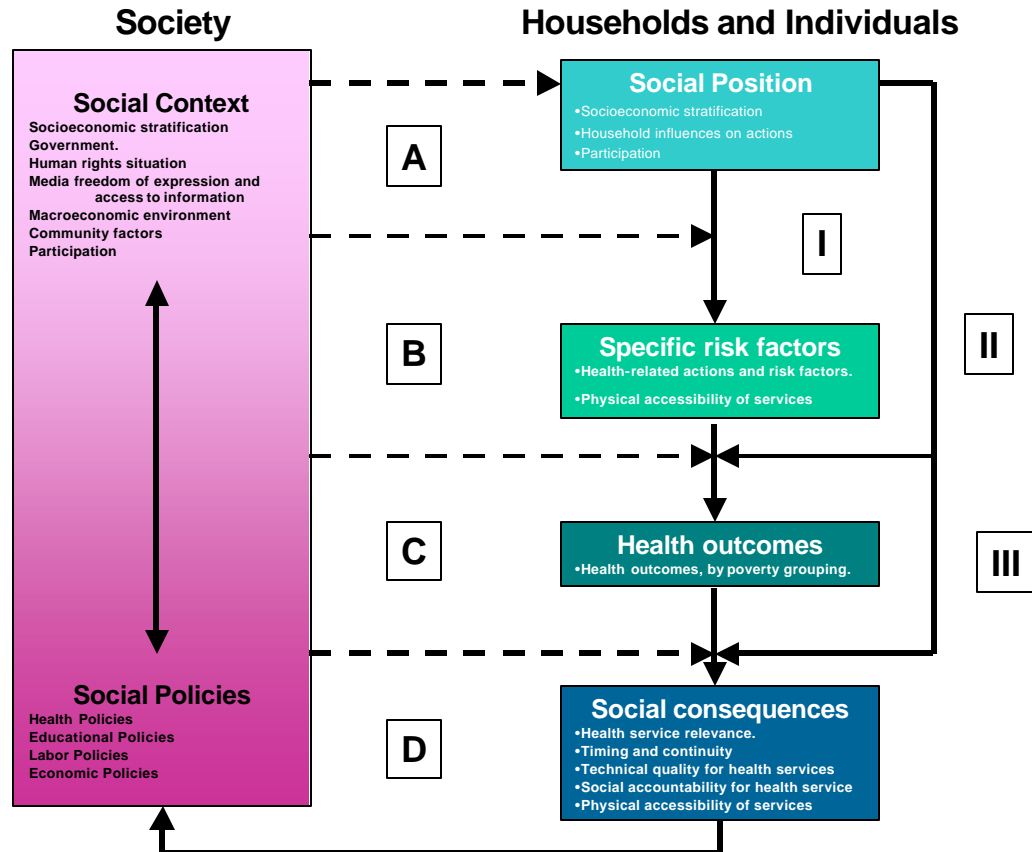 Society
Households and Individuals
Social Context
Socioeconomic stratification
Government.
Human rights situation
Media freedom of expression and
access to information
Macroeconomic environment
Community factors
Participation
Social Policies
Health Policies
Educational Policies
Labor Policies
Economic Policies
A
B
C
D
Social Position
•Socioeconomic stratification
•Household influences on actions
•Participation
I
II
Specific risk factors
•Health-related actions and risk factors.
•Physical accessibility of services
Health outcomes
•Health outcomes, by poverty grouping.
III
Social consequences
•Health service relevance.
•Timing and continuity
•Technical quality for health services
•Social accountability for health service
•Physical accessibility of services